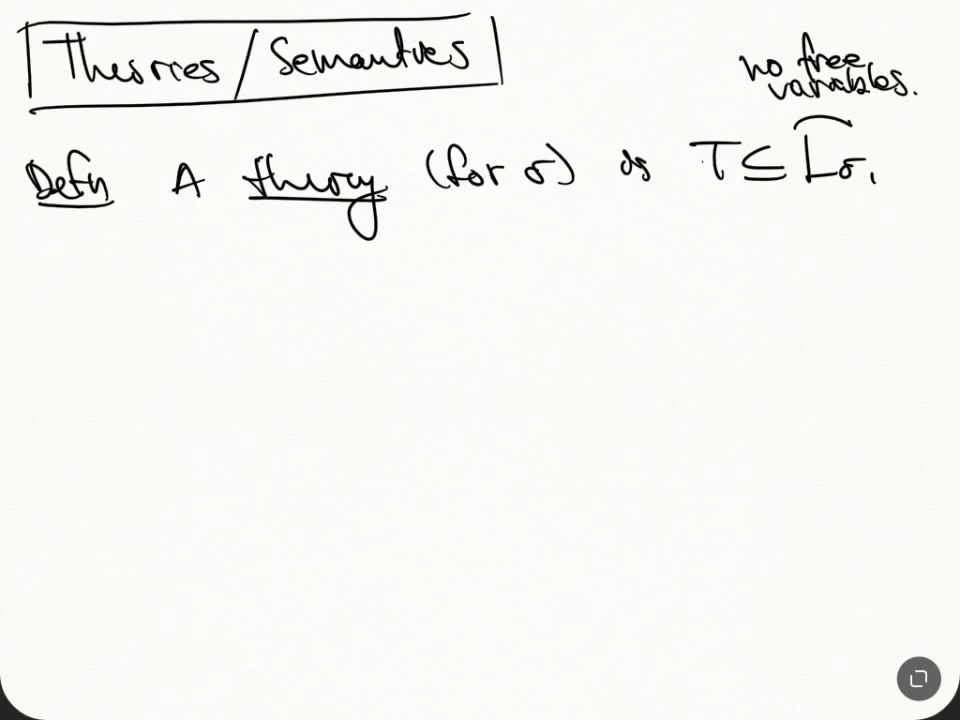 Theories / Semantics
no free
variables.
Defn A theory (for σ) is T ⊆ Lσ.